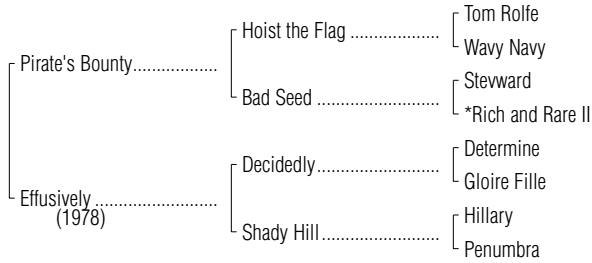 Tom Rolfe
Hoist the Flag ....................
Wavy Navy
Pirate's Bounty...................
Stevward
Bad Seed ...........................
*Rich and Rare II
Determine
Decidedly...........................
Gloire Fille
Effusively ...........................
(1978)
Hillary
Shady Hill..........................
Penumbra